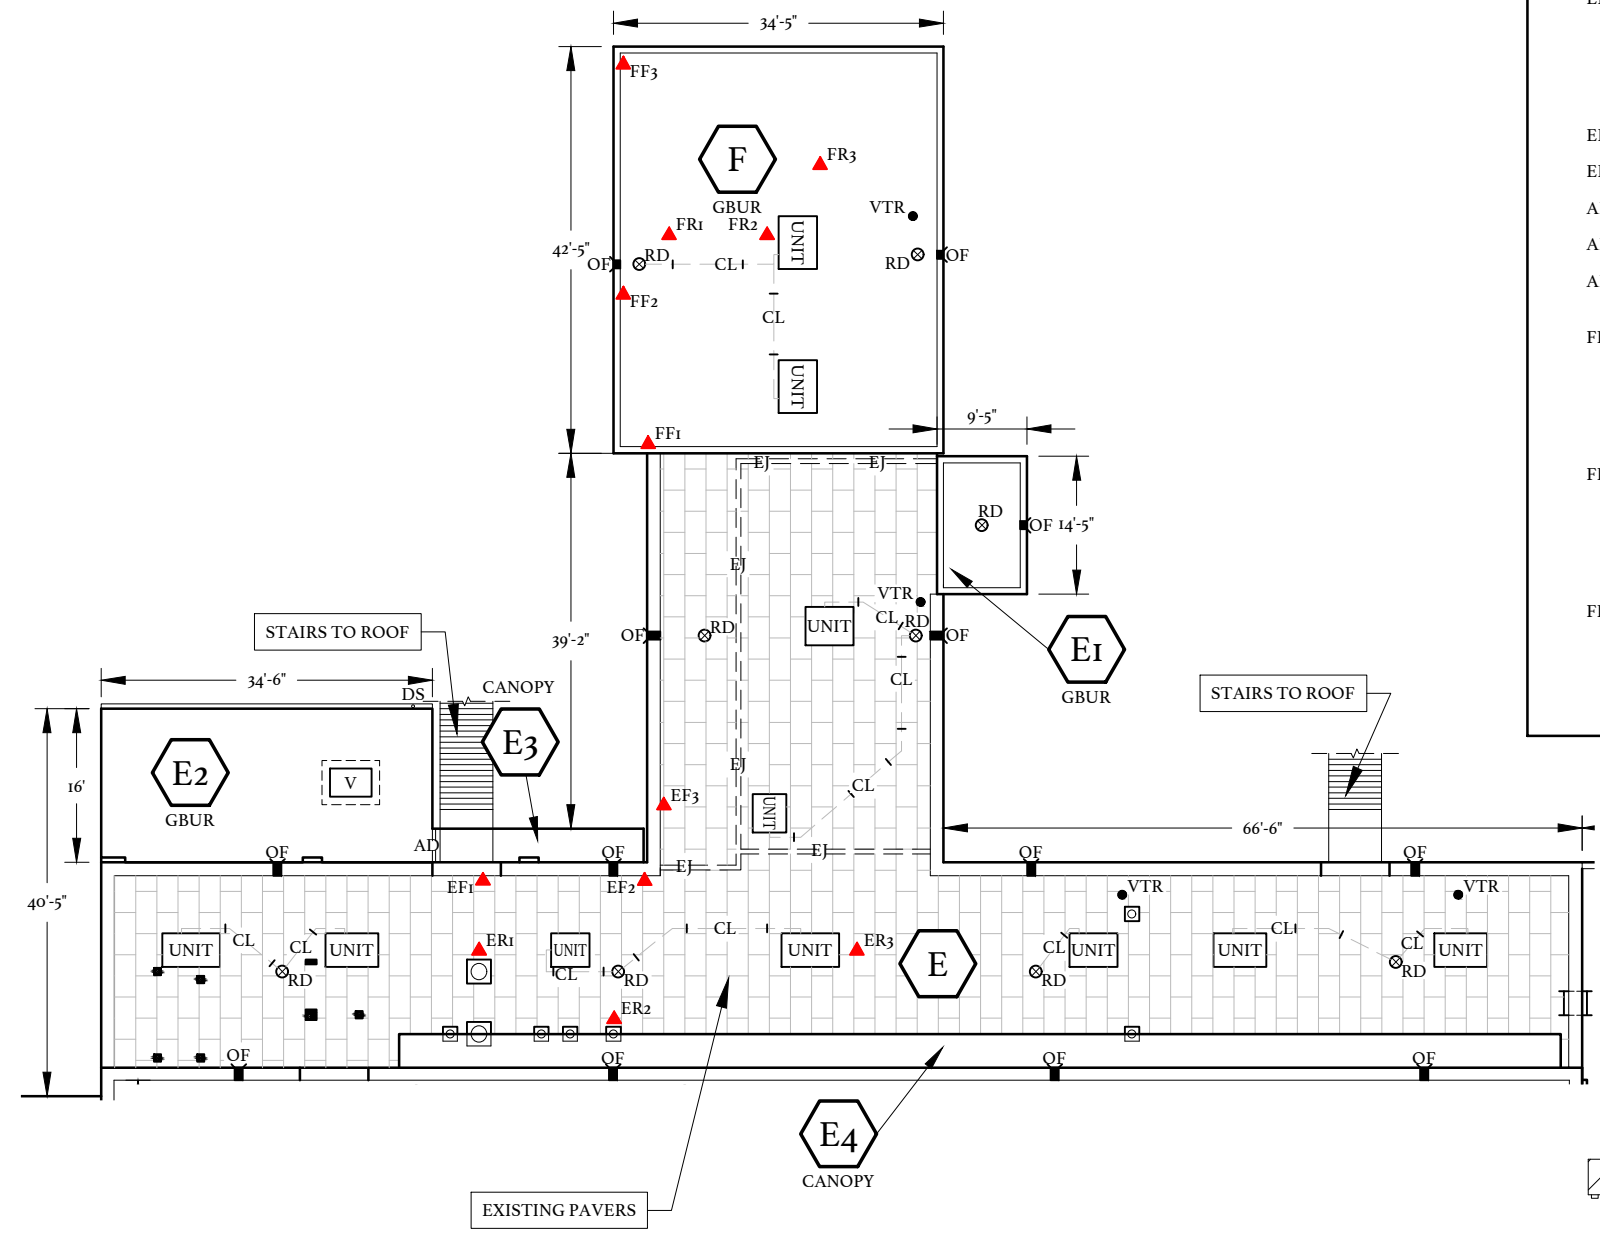 34'-5"
FF3
F
GBUR
FR3
VTR
FR1
FR2
UNIT
42'-5"
OF
RD
CL
RD
OF
FF2
CL
UNIT
FF1
9'-5"
EJ
EJ
RD
OF
14'-5"
EJ
VTR
UNIT
CL
RD
STAIRS TO ROOF
39'-2"
OF
RD
OF
E1
GBUR
34'-6"
DS
CANOPY
CL
STAIRS TO ROOF
E3
E2
GBUR
V
16'
EJ
CL
EF3
UNIT
66'-6"
AD
OF
OF
EJ
EJ
OF
OF
EF1
EF2
VTR
VTR
40'-5"
UNIT
CL
CL
UNIT
ER1
UNIT
CL
CL
UNIT
ER3
E
CL
UNIT
UNIT
CL
CL
UNIT
RD
RD
RD
RD
ER2
OF
OF
OF
OF
E4
CANOPY
EXISTING PAVERS